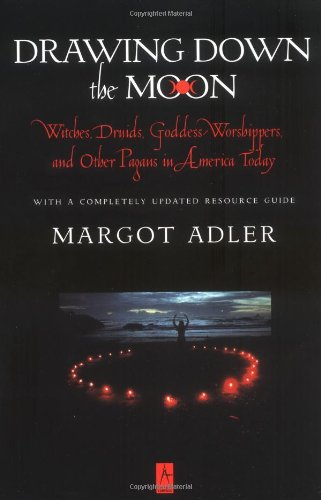 DRAWING DOWN
the MOON
Witches, Druids, Goddess-Worshippers,
and Other Pagans in America Today
WITH A COMPLETELY UPDATED RESOURCE GUIDE
MARGOT ADLER